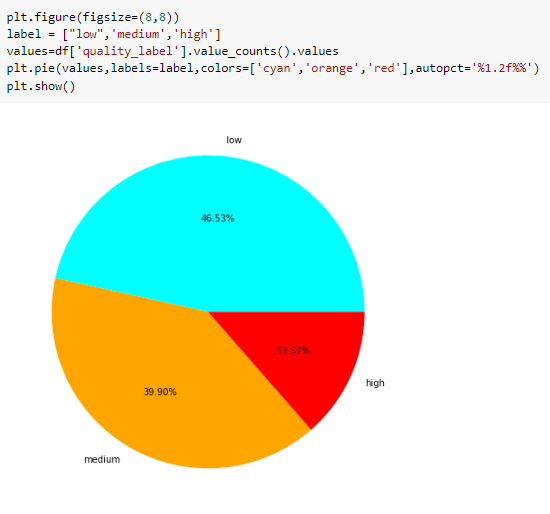 plt.figure(figsize=(8,8))
label = ["low",'medium','high']
values=df['quality_label'].value_counts().values
plt.pie(values,labels=label,colors=['cyan','orange','red'],autopct='%1.2f%%')
plt.show()
low
46.53%
13.57%
high
39.90%
medium